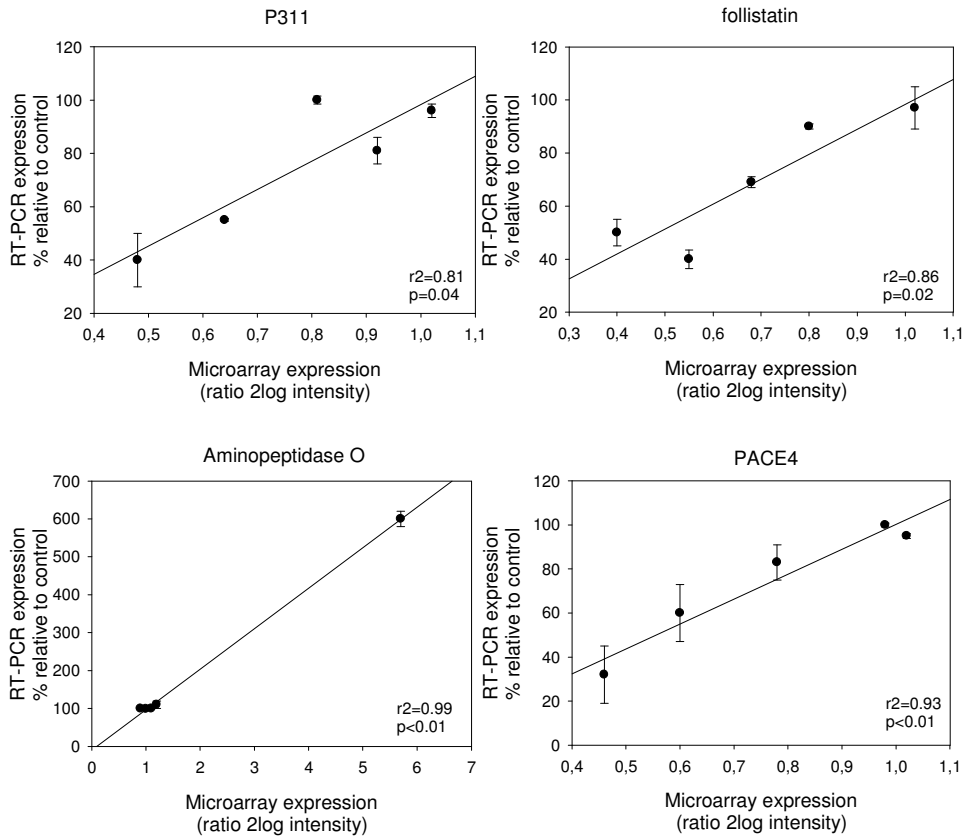 P311
120
100
80
60
40
20
0,4 0,5 0,6 0,7 0,8 0,9 1,0 1,1
RT-PCR expression
% relative to control
r2=0.81
p=0.04
Microarray expression
(ratio 2log intensity)
follistatin
120
100
80
60
40
20
0,3 0,4 0,5 0,6 0,7 0,8 0,9 1,0 1,1
RT-PCR expression
% relative to control
r2=0.86
p=0.02
Microarray expression
(ratio 2log intensity)
Aminopeptidase O
700
600
500
400
300
200
100
0
0 1 2 3 4 5 6 7
RT-PCR expression
% relative to control
r2=0.99
p<0.01
Microarray expression
(ratio 2log intensity)
PACE4
120
100
80
60
40
20
0
0,4 0,5 0,6 0,7 0,8 0,9 1,0 1,1
RT-PCR expression
% relative to control
r2=0.93
p<0.01
Microarray expression
(ratio 2log intensity)